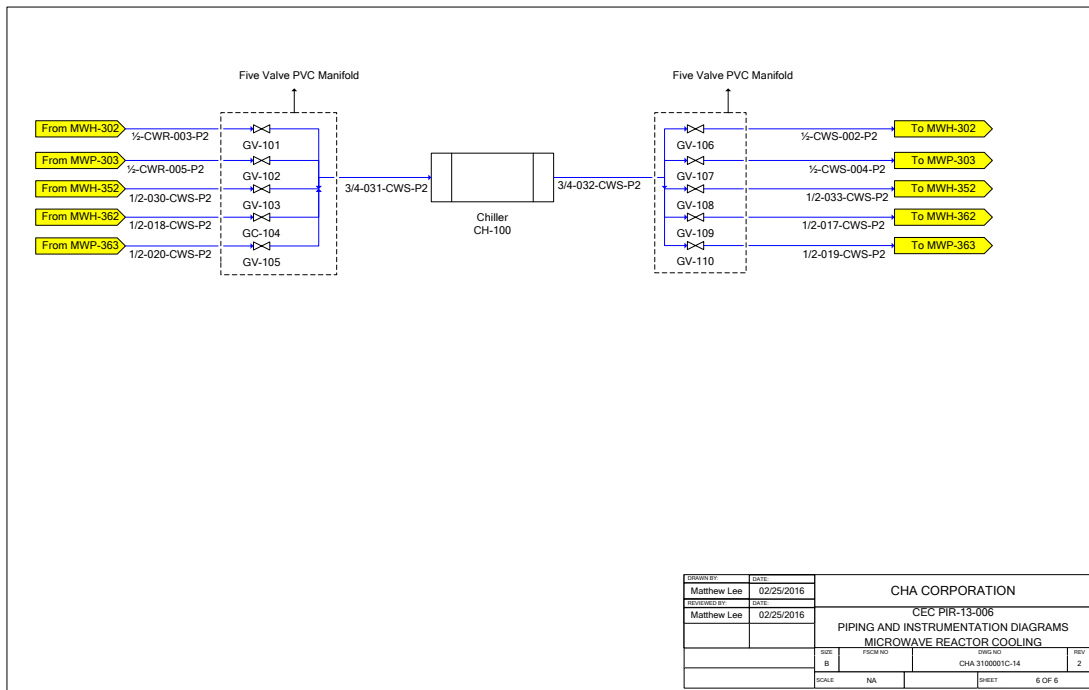 Five Valve PVC Manifold
Five Valve PVC Manifold
From MWH-302
½-CWR-003-P2
GV-101
From MWP-303
½-CWR-005-P2
GV-102
From MWH-352
1/2-030-CWS-P2
GV-103
From MWH-362
1/2-018-CWS-P2
GC-104
From MWP-363
1/2-020-CWS-P2
GV-105
3/4-031-CWS-P2
Chiller
CH-100
3/4-032-CWS-P2
GV-106
½-CWS-002-P2
To MWH-302
GV-107
½-CWS-004-P2
To MWP-303
GV-108
1/2-033-CWS-P2
To MWH-352
GV-109
1/2-017-CWS-P2
To MWH-362
GV-110
1/2-019-CWS-P2
To MWP-363
DRAWN BY: DATE:
Matthew Lee 02/25/2016
REVIEWED BY: DATE:
Matthew Lee 02/25/2016
CHA CORPORATION
CEC PIR-13-006
PIPING AND INSTRUMENTATION DIAGRAMS
MICROWAVE REACTOR COOLING
SIZE FSCM NO DWG NO REV
B CHA 3100001C-14 2
SCALE NA SHEET 6 OF 6